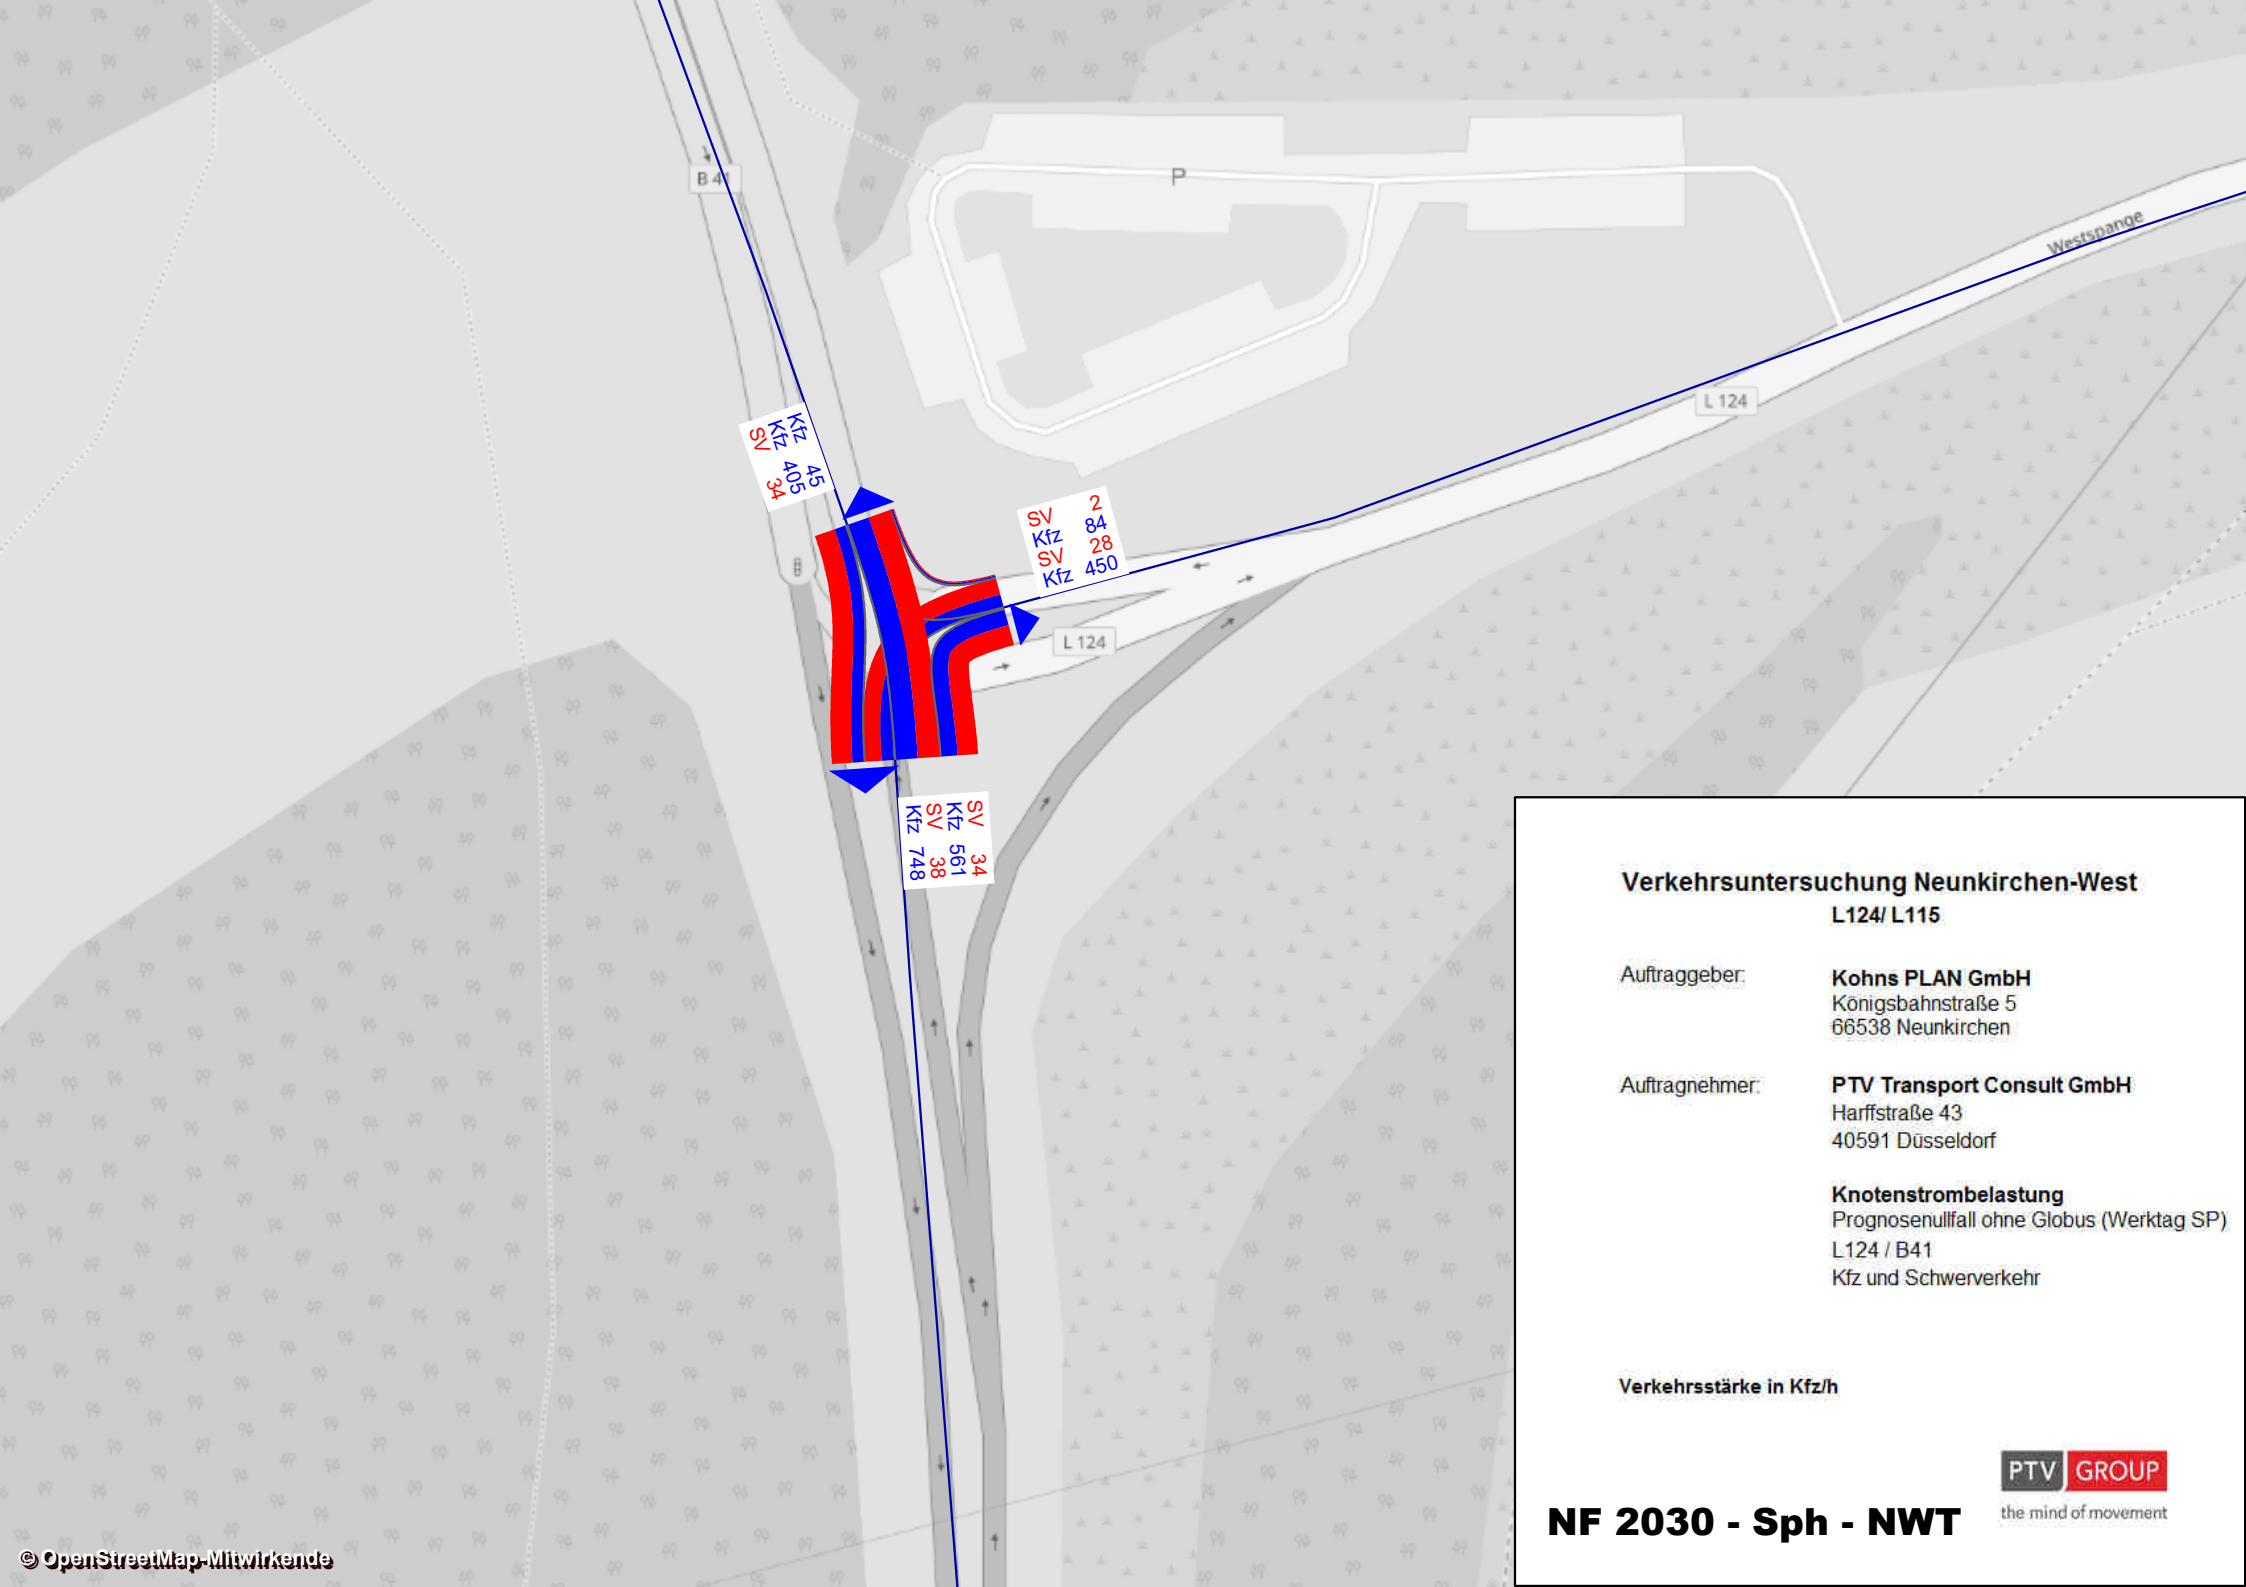 B 41
P
Westspange
L 124
Kfz 45
Kfz 405
SV 34
SV 2
Kfz 84
SV 28
Kfz 450
L 124
SV 34
Kfz 561
SV 38
Kfz 748
Verkehrsuntersuchung Neunkirchen-West
L124/ L115
Auftraggeber: Kohns PLAN GmbH
Königsbahnstraße 5
66538 Neunkirchen
Auftragnehmer: PTV Transport Consult GmbH
Harffstraße 43
40591 Düsseldorf
Knotenstrombelastung
Prognosenullfall ohne Globus (Werktag SP)
L124 / B41
Kfz und Schwerverkehr
Verkehrsstärke in Kfz/h
PTV GROUP
the mind of movement
NF 2030 - Sph - NWT
© OpenStreetMap-Mitwirkende